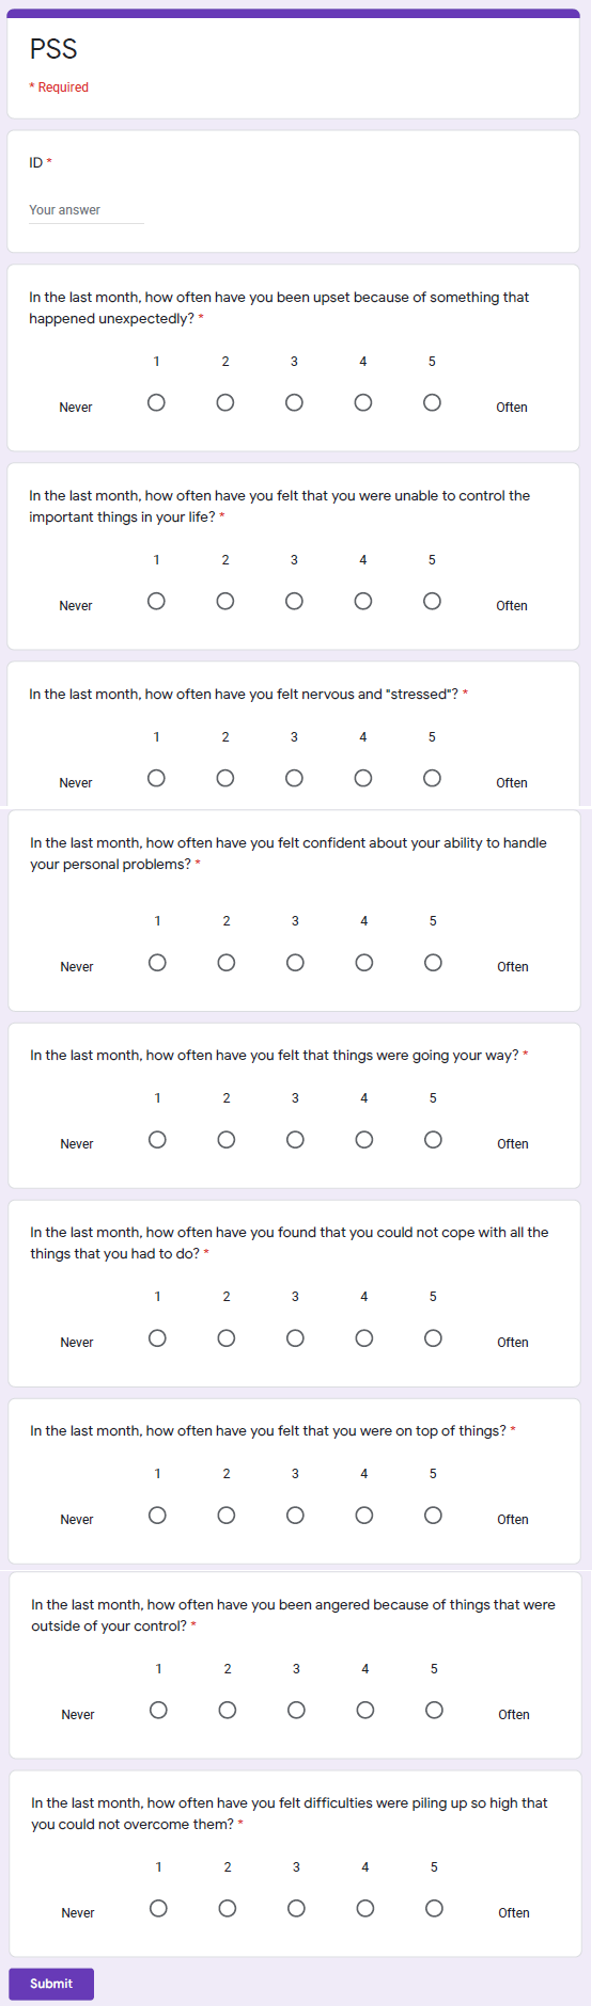 PSS
* Required
ID *
Your answer
In the last month, how often have you been upset because of something that
happened unexpectedly? *
1 2 3 4 5
Never Often
In the last month, how often have you felt that you were unable to control the
important things in your life? *
1 2 3 4 5
Never Often
In the last month, how often have you felt nervous and "stressed"? *
1 2 3 4 5
Never Often
In the last month, how often have you felt confident about your ability to handle
your personal problems? *
1 2 3 4 5
Never Often
In the last month, how often have you felt that things were going your way? *
1 2 3 4 5
Never Often
In the last month, how often have you found that you could not cope with all the
things that you had to do? *
1 2 3 4 5
Never Often
In the last month, how often have you felt that you were on top of things? *
1 2 3 4 5
Never Often
In the last month, how often have you been angered because of things that were
outside of your control? *
1 2 3 4 5
Never Often
In the last month, how often have you felt difficulties were piling up so high that
you could not overcome them? *
1 2 3 4 5
Never Often
Submit